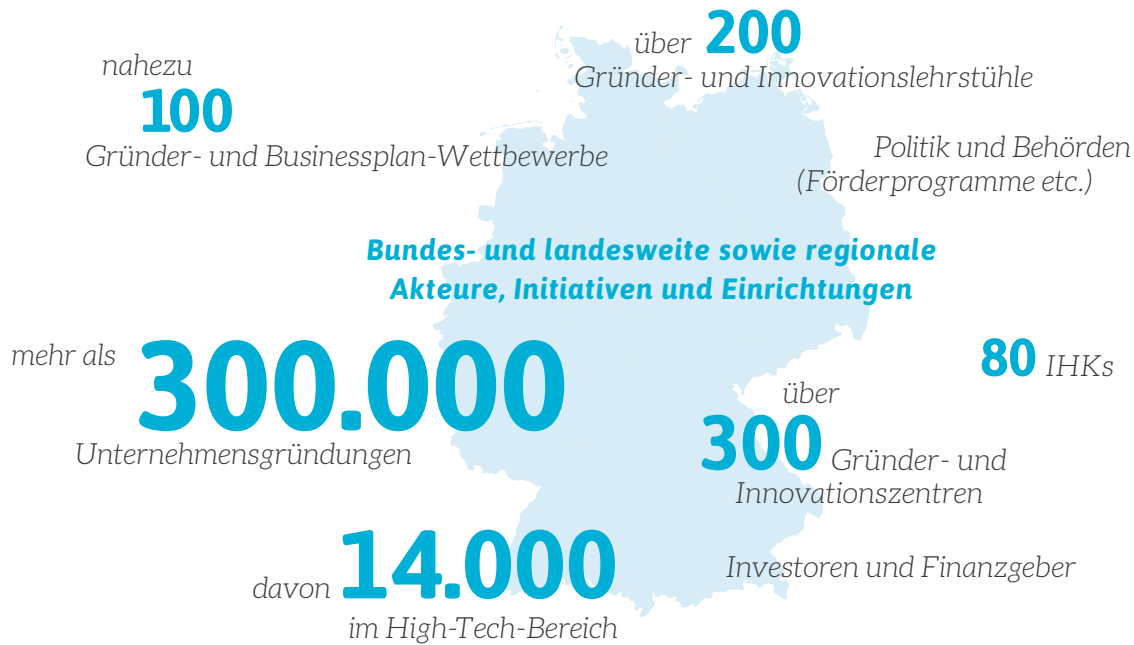 nahezu
100
Gründer- und Businessplan-Wettbewerbe
über 200
Gründer- und Innovationslehrstühle
Politik und Behörden
(Förderprogramme etc.)
Bundes- und landesweite sowie regionale
Akteure, Initiativen und Einrichtungen
mehr als 300.000
Unternehmensgründungen
80 IHKs
über
300 Gründer- und
Innovationszentren
davon 14.000
im High-Tech-Bereich
Investoren und Finanzgeber